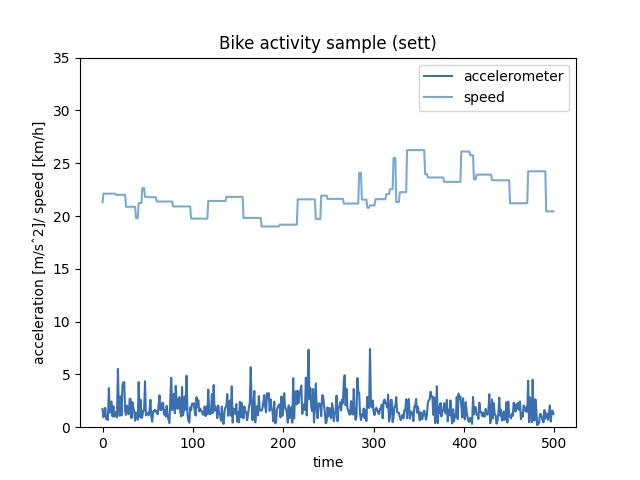 Bike activity sample (sett)
accelerometer
speed
acceleration [m/s^2]/ speed [km/h]
35
30
25
20
15
10
5
0
0 100 200 300 400 500
time